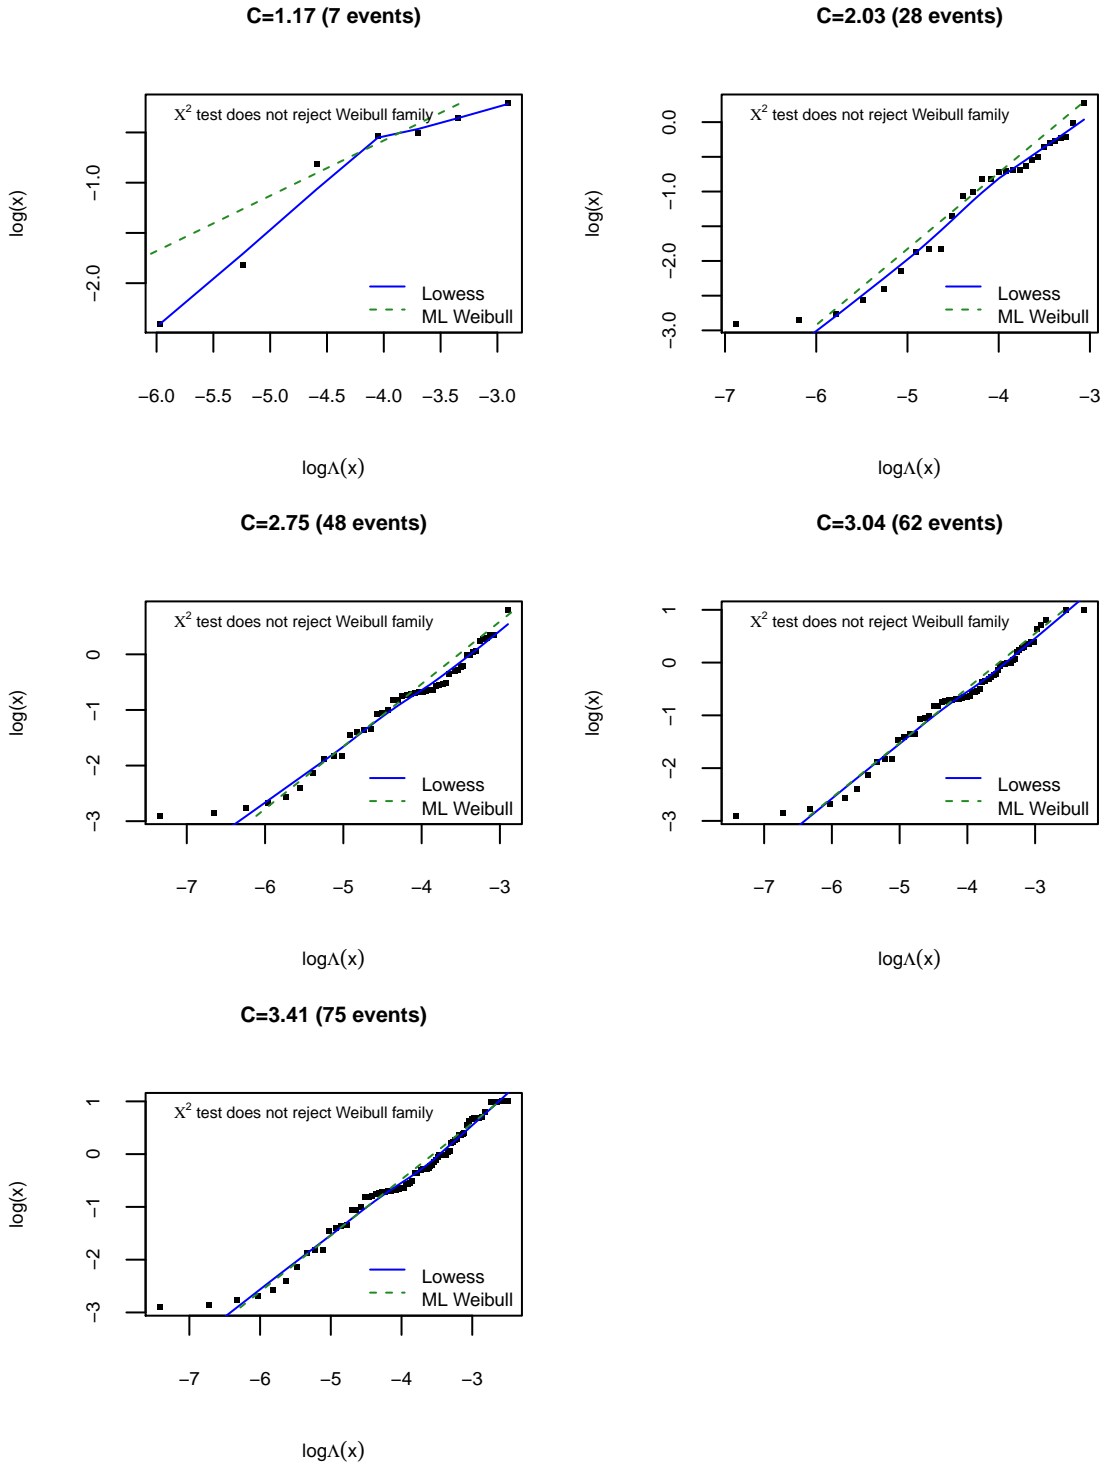 C=1.17 (7 events)
X² test does not reject Weibull family
log(x)
−1.0
−2.0
Lowess
ML Weibull
−6.0 −5.5 −5.0 −4.5 −4.0 −3.5 −3.0
logΛ(x)
C=2.03 (28 events)
X² test does not reject Weibull family
log(x)
0.0
−1.0
−2.0
−3.0
Lowess
ML Weibull
−7 −6 −5 −4 −3
logΛ(x)
C=2.75 (48 events)
X² test does not reject Weibull family
log(x)
0
−1
−2
−3
Lowess
ML Weibull
−7 −6 −5 −4 −3
logΛ(x)
C=3.04 (62 events)
X² test does not reject Weibull family
log(x)
1
0
−1
−2
−3
Lowess
ML Weibull
−7 −6 −5 −4 −3
logΛ(x)
C=3.41 (75 events)
X² test does not reject Weibull family
log(x)
1
0
−1
−2
−3
Lowess
ML Weibull
−7 −6 −5 −4 −3
logΛ(x)